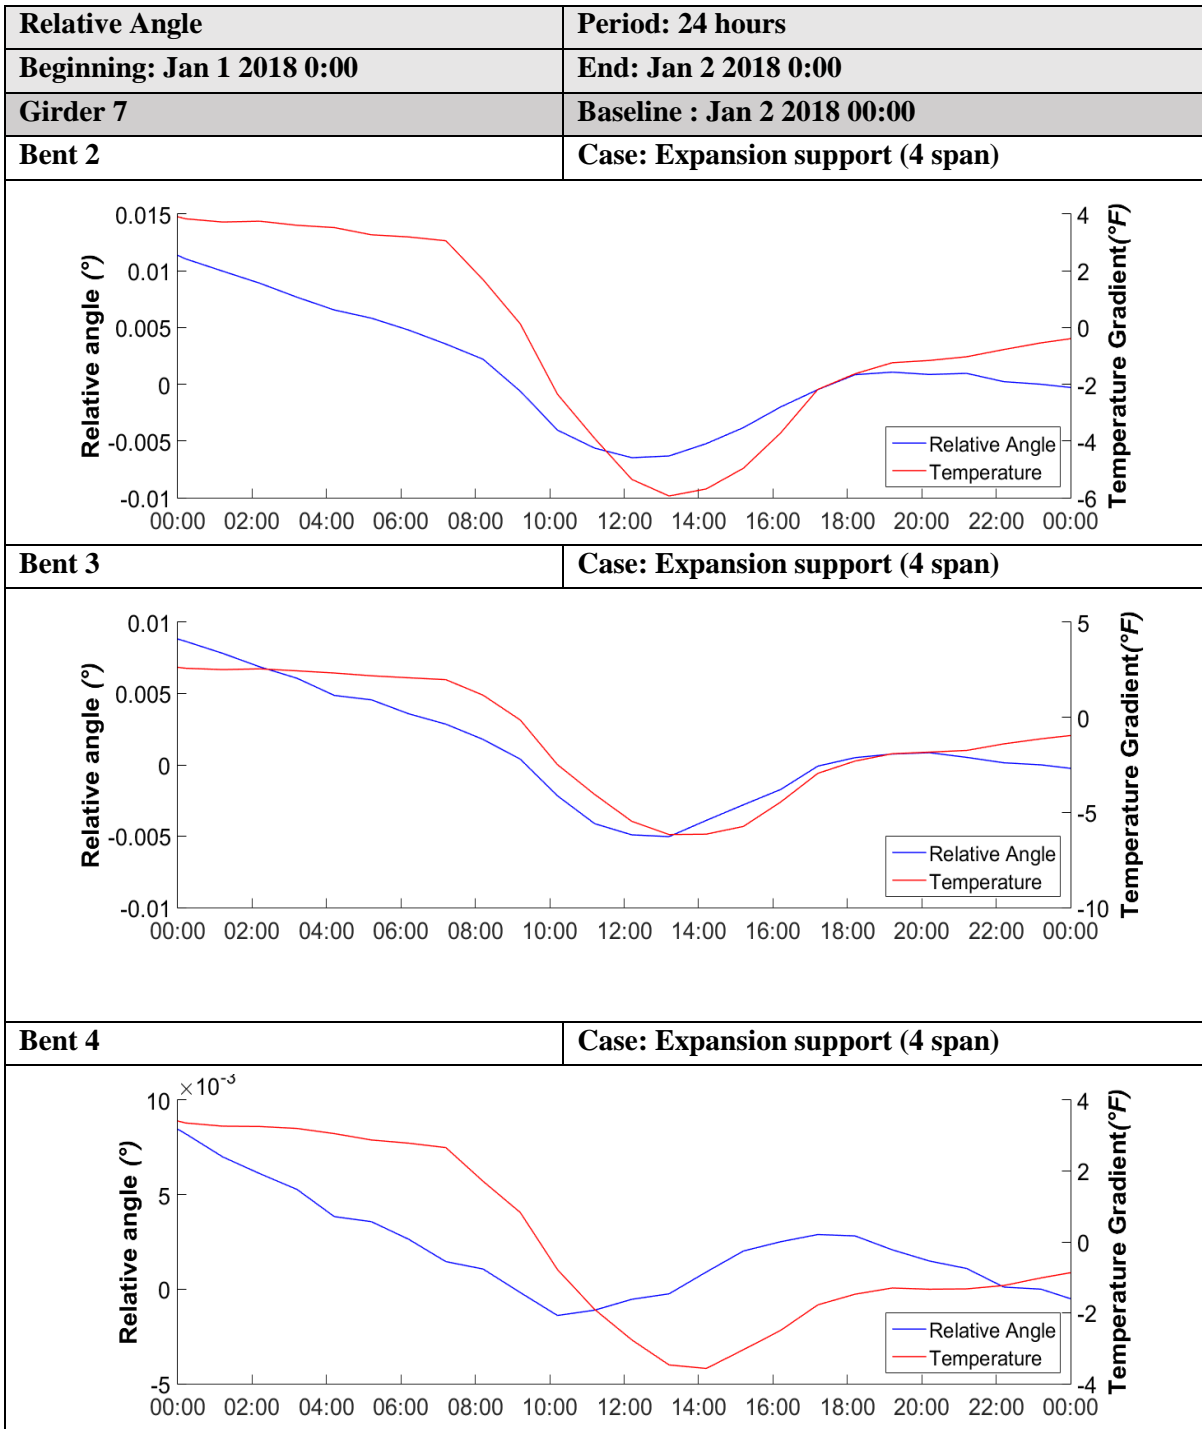 Relative Angle Period: 24 hours
Beginning: Jan 1 2018 0:00 End: Jan 2 2018 0:00
Girder 7 Baseline : Jan 2 2018 00:00
Bent 2 Case: Expansion support (4 span)
Relative angle (°)
0.015
0.01
0.005
0
-0.005
-0.01
4
2
0
-2
-4
-6
Temperature Gradient(°F)
Relative Angle
Temperature
00:00 02:00 04:00 06:00 08:00 10:00 12:00 14:00 16:00 18:00 20:00 22:00 00:00
Bent 3 Case: Expansion support (4 span)
Relative angle (°)
0.01
0.005
0
-0.005
-0.01
5
0
-5
-10
Temperature Gradient(°F)
Relative Angle
Temperature
00:00 02:00 04:00 06:00 08:00 10:00 12:00 14:00 16:00 18:00 20:00 22:00 00:00
Bent 4 Case: Expansion support (4 span)
×10⁻³
Relative angle (°)
10
5
0
-5
4
2
0
-2
-4
Temperature Gradient(°F)
Relative Angle
Temperature
00:00 02:00 04:00 06:00 08:00 10:00 12:00 14:00 16:00 18:00 20:00 22:00 00:00